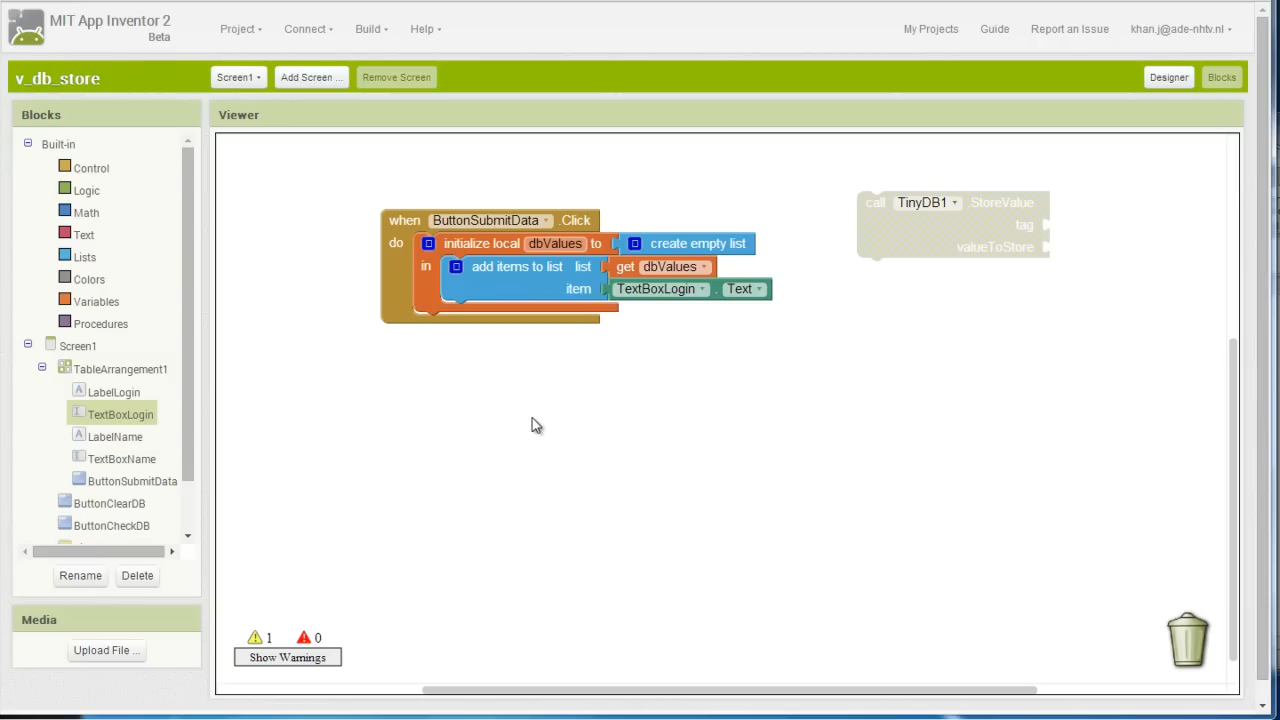 MIT App Inventor 2
Beta
Project Connect Build Help
My Projects Guide Report an Issue khan.j@ade-nhtv.nl
v_db_store
Screen1 Add Screen ... Remove Screen
Designer Blocks
Blocks
Built-in
Control
Logic
Math
Text
Lists
Colors
Variables
Procedures
Screen1
TableArrangement1
LabelLogin
TextBoxLogin
LabelName
TextBoxName
ButtonSubmitData
ButtonClearDB
ButtonCheckDB
Rename Delete
Media
Upload File ...
Viewer
when ButtonSubmitData .Click
do initialize local dbValues to create empty list
in add items to list list get dbValues
item TextBoxLogin . Text
call TinyDB1 .StoreValue
tag
valueToStore
1 0
Show Warnings